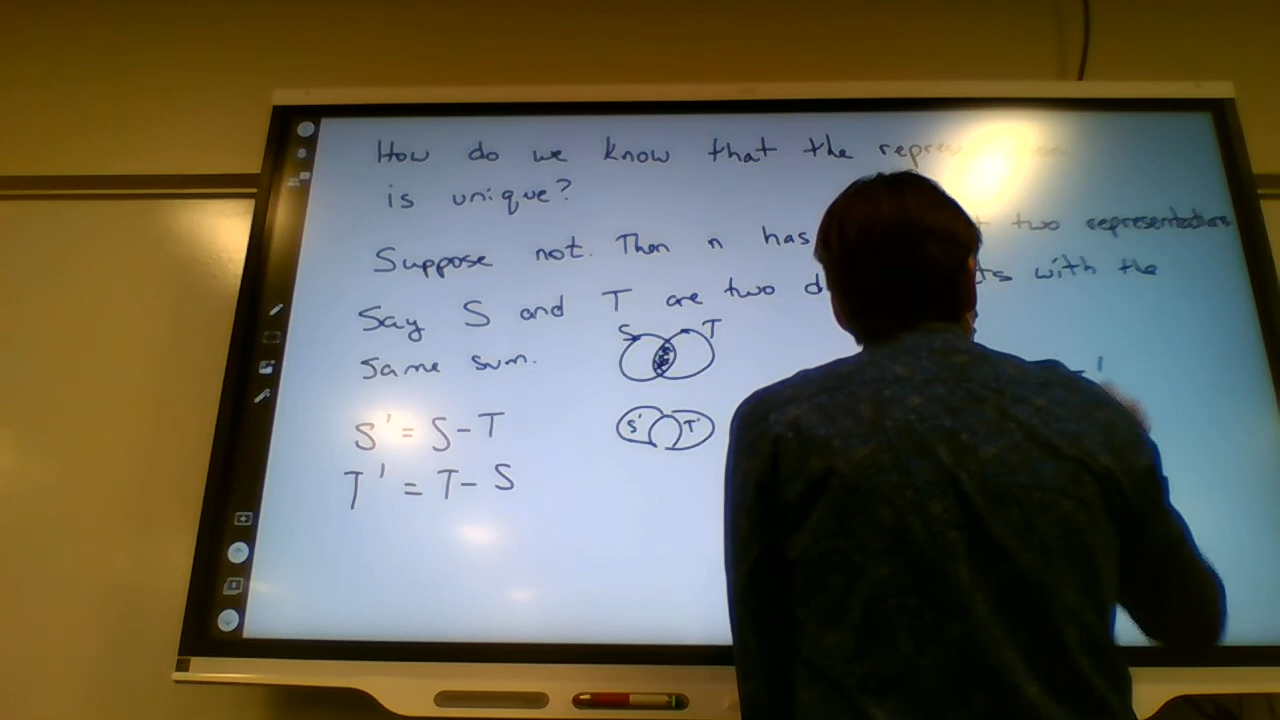 How do we know that the
is unique?
Suppose not. Then n has two representations
Say S and T are two with the
same sum.
S T
S' = S - T
S' T'
T' = T - S